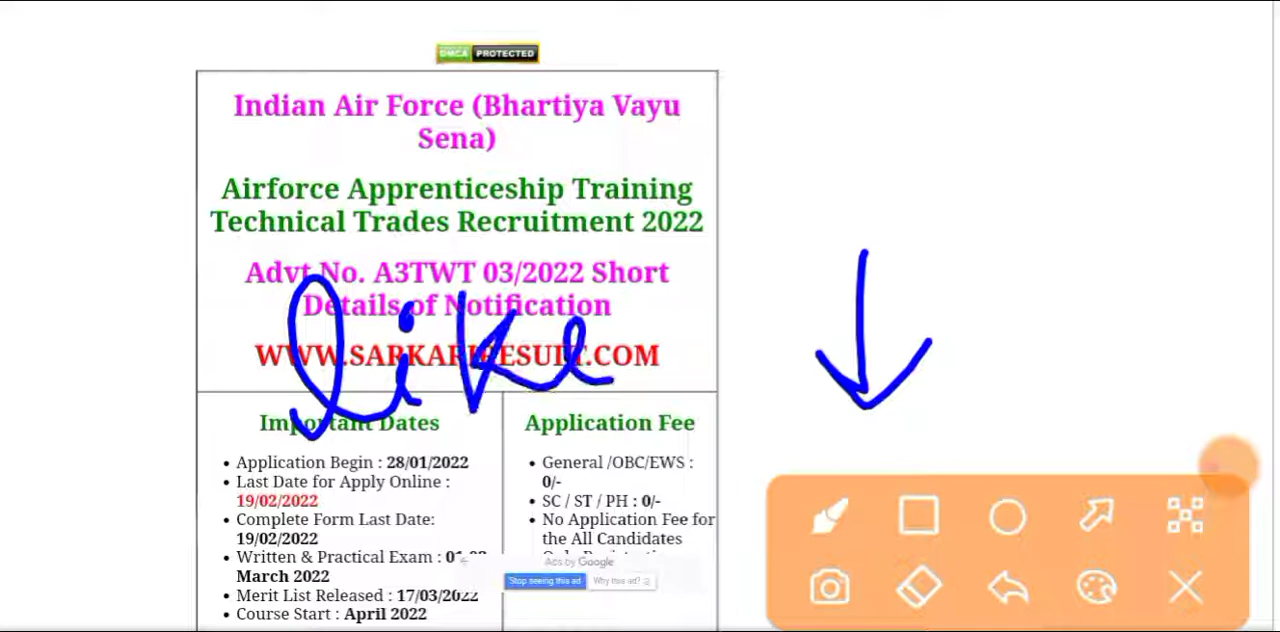 DMCA PROTECTED
Indian Air Force (Bhartiya Vayu
Sena)
Airforce Apprenticeship Training
Technical Trades Recruitment 2022
Advt No. A3TWT 03/2022 Short
Details of Notification
WWW.SARKARIRESULT.COM
like
Important Dates
• Application Begin : 28/01/2022
• Last Date for Apply Online :
19/02/2022
• Complete Form Last Date:
19/02/2022
• Written & Practical Exam :
March 2022
• Merit List Released : 17/03/2022
• Course Start : April 2022
Application Fee
• General /OBC/EWS :
0/-
• SC / ST / PH : 0/-
• No Application Fee for
the All Candidates
Ads by Google
Stop seeing this ad
Why this ad?